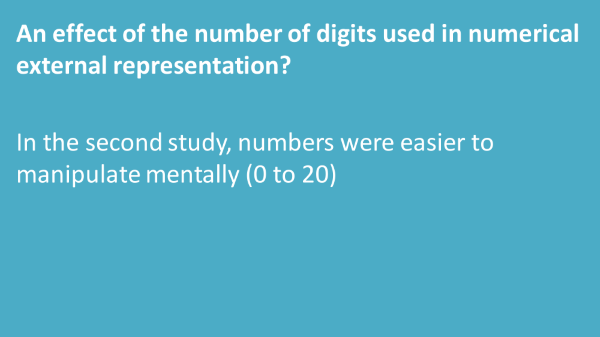 An effect of the number of digits used in numerical
external representation?
In the second study, numbers were easier to
manipulate mentally (0 to 20)